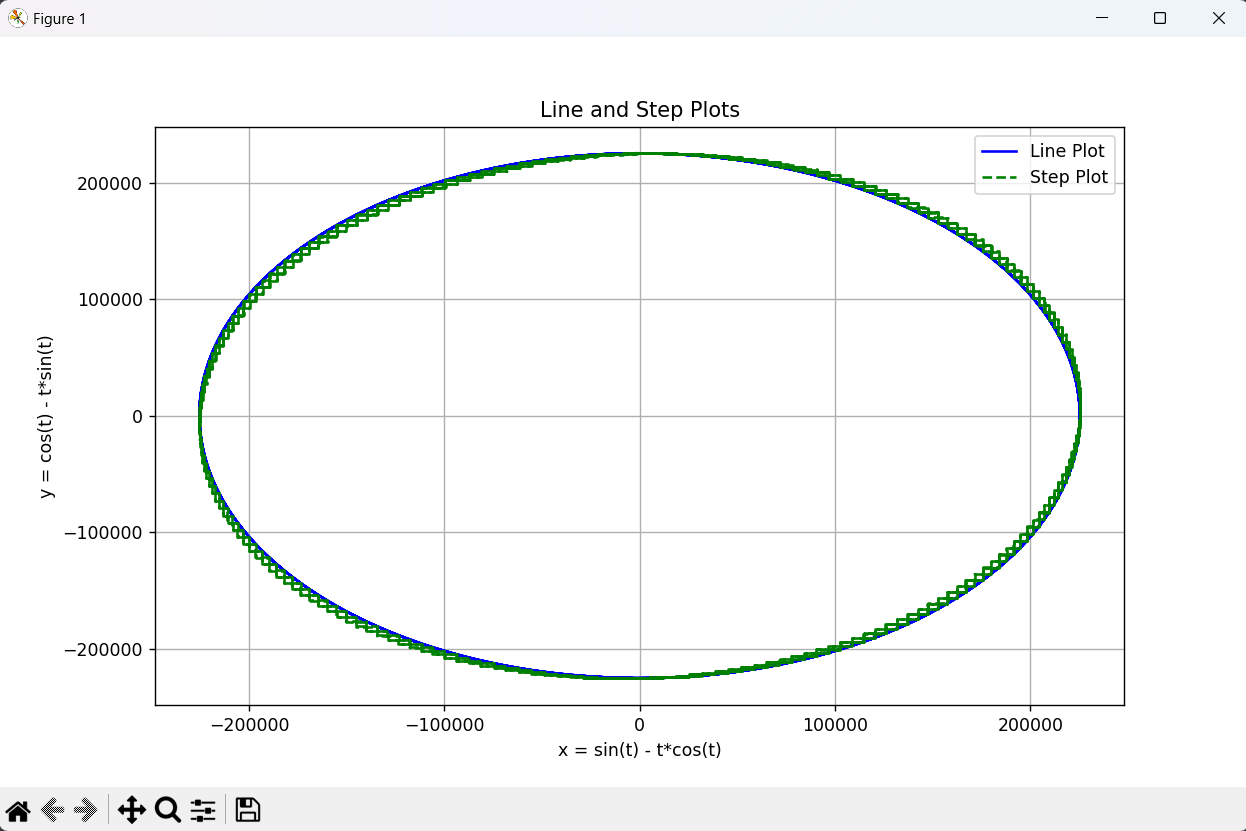 Figure 1
Line and Step Plots
Line Plot
Step Plot
200000
100000
0
−100000
−200000
y = cos(t) - t*sin(t)
−200000 −100000 0 100000 200000
x = sin(t) - t*cos(t)